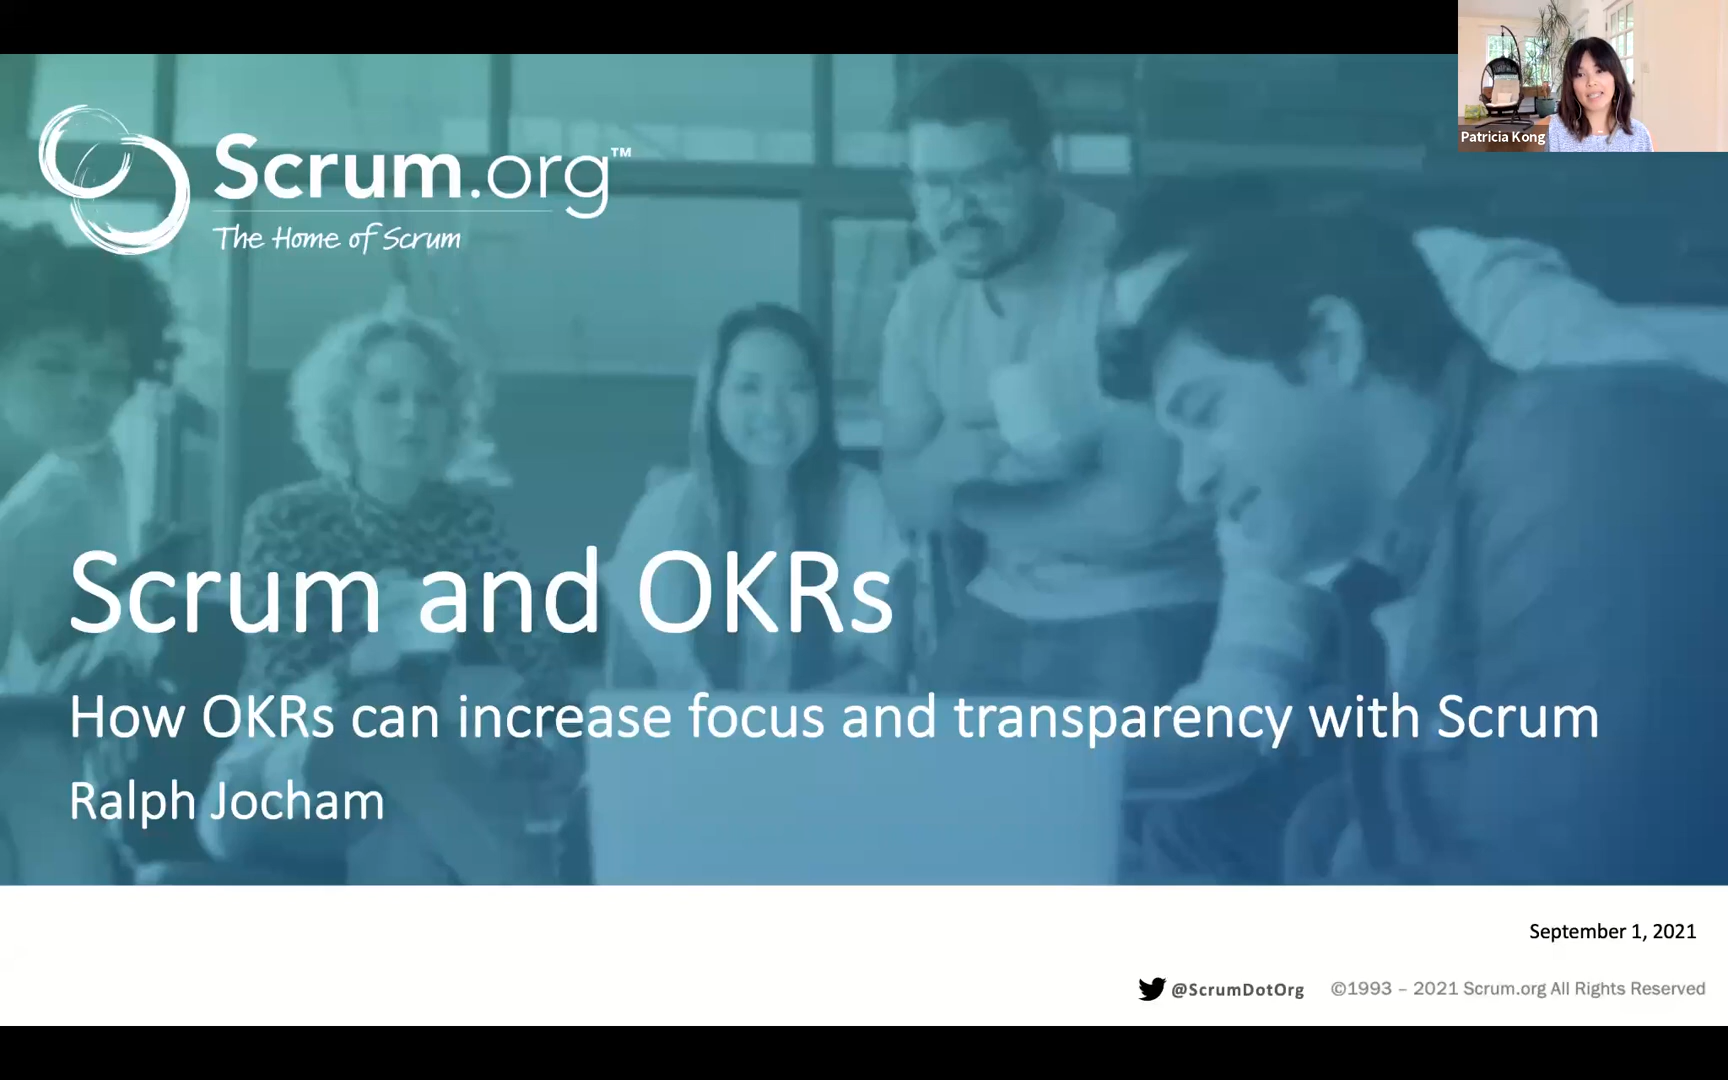 Patricia Kong
Scrum.org™
The Home of Scrum
Scrum and OKRs
How OKRs can increase focus and transparency with Scrum
Ralph Jocham
September 1, 2021
@ScrumDotOrg ©1993 – 2021 Scrum.org All Rights Reserved